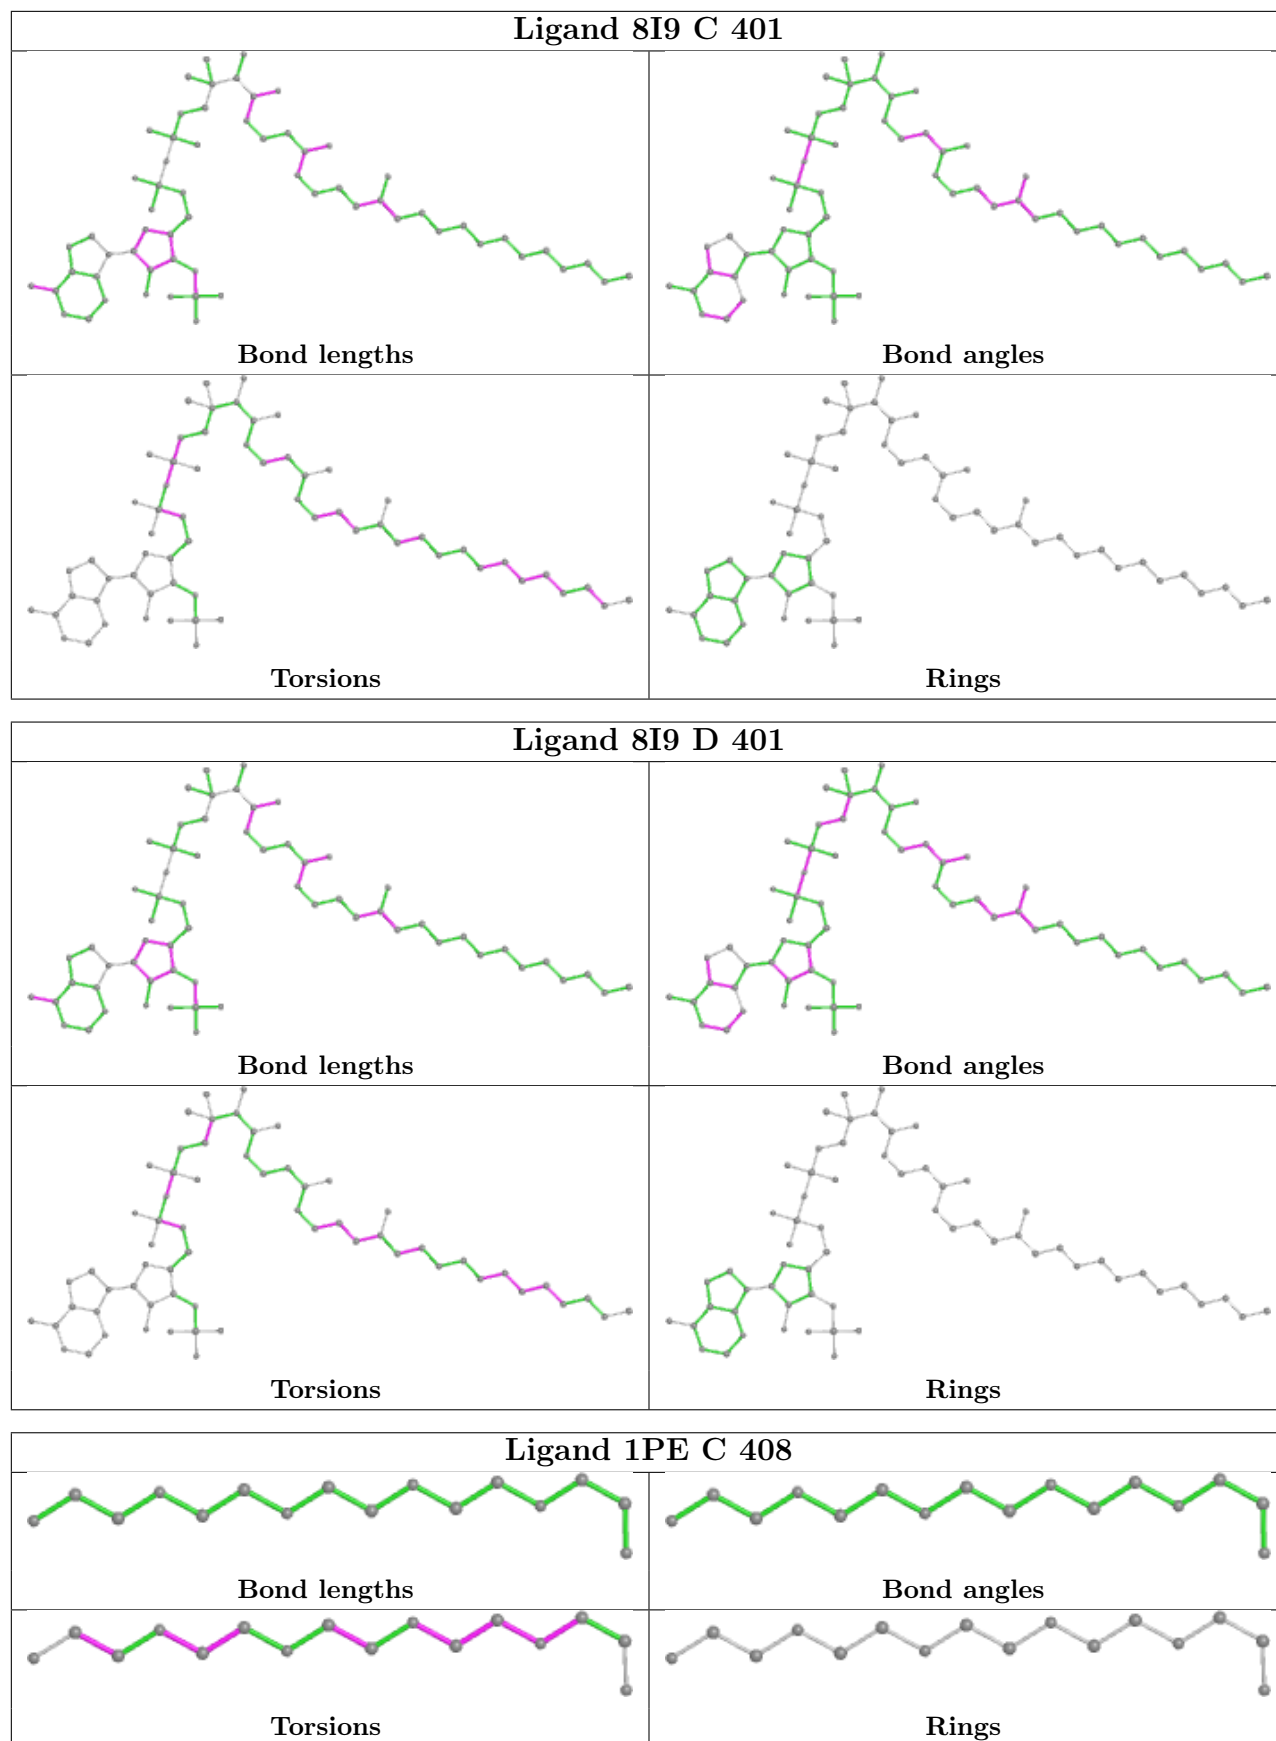 Ligand 8I9 C 401
Bond lengths
Bond angles
Torsions
Rings
Ligand 8I9 D 401
Bond lengths
Bond angles
Torsions
Rings
Ligand 1PE C 408
Bond lengths
Bond angles
Torsions
Rings